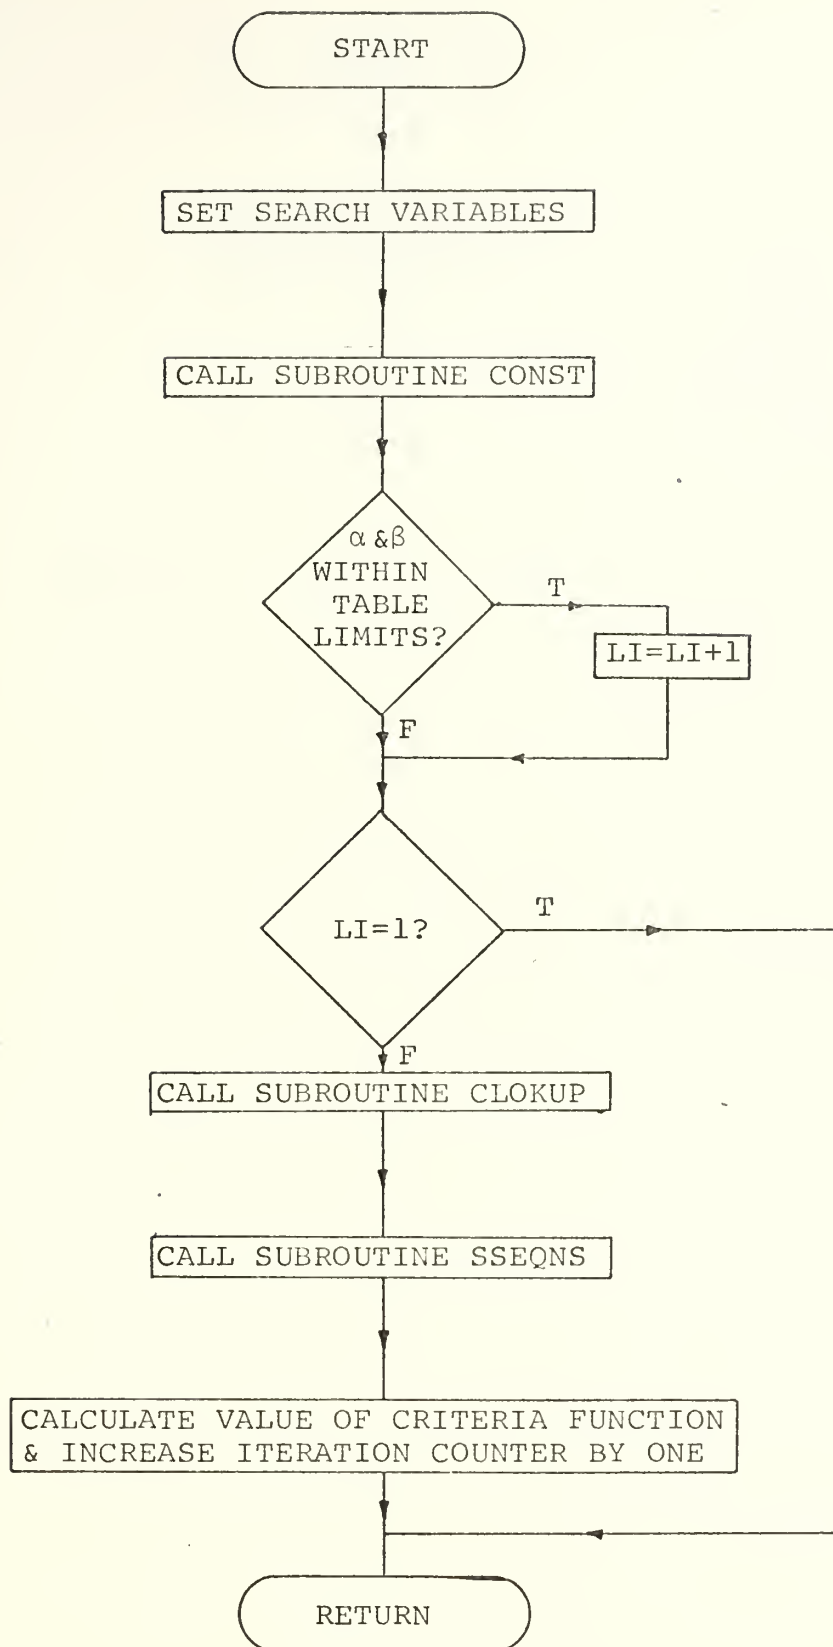 START
SET SEARCH VARIABLES
CALL SUBROUTINE CONST
α &β
WITHIN
TABLE
LIMITS?
T
LI=LI+1
F
LI=1?
T
F
CALL SUBROUTINE CLOKUP
CALL SUBROUTINE SSEQNS
CALCULATE VALUE OF CRITERIA FUNCTION
& INCREASE ITERATION COUNTER BY ONE
RETURN